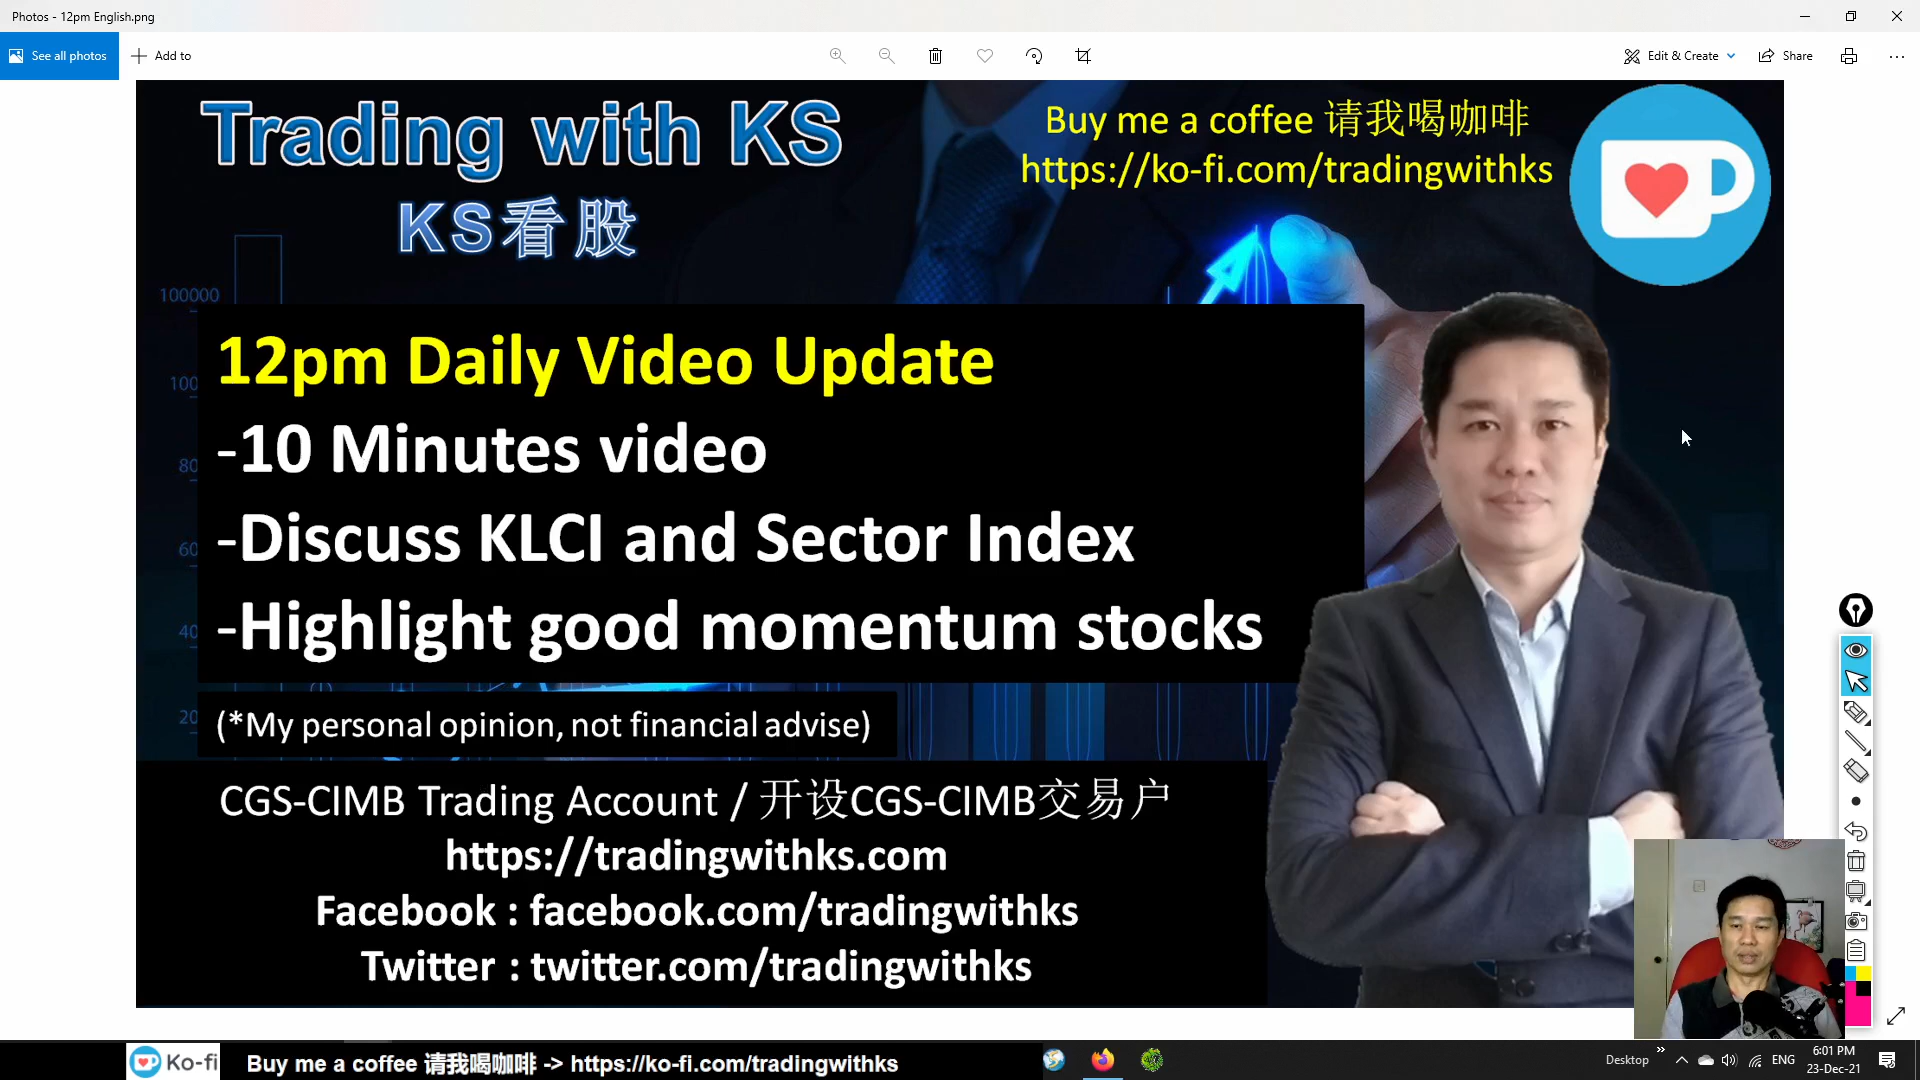 Photos - 12pm English.png
See all photos
Add to
Edit & Create
Share
Trading with KS
KS看股
Buy me a coffee 请我喝咖啡
https://ko-fi.com/tradingwithks
100000
100
80
60
40
20
12pm Daily Video Update
-10 Minutes video
-Discuss KLCI and Sector Index
-Highlight good momentum stocks
(*My personal opinion, not financial advise)
CGS-CIMB Trading Account / 开设CGS-CIMB交易户
https://tradingwithks.com
Facebook : facebook.com/tradingwithks
Twitter : twitter.com/tradingwithks
Ko-fi
Buy me a coffee 请我喝咖啡 -> https://ko-fi.com/tradingwithks
Desktop
ENG
6:01 PM
23-Dec-21